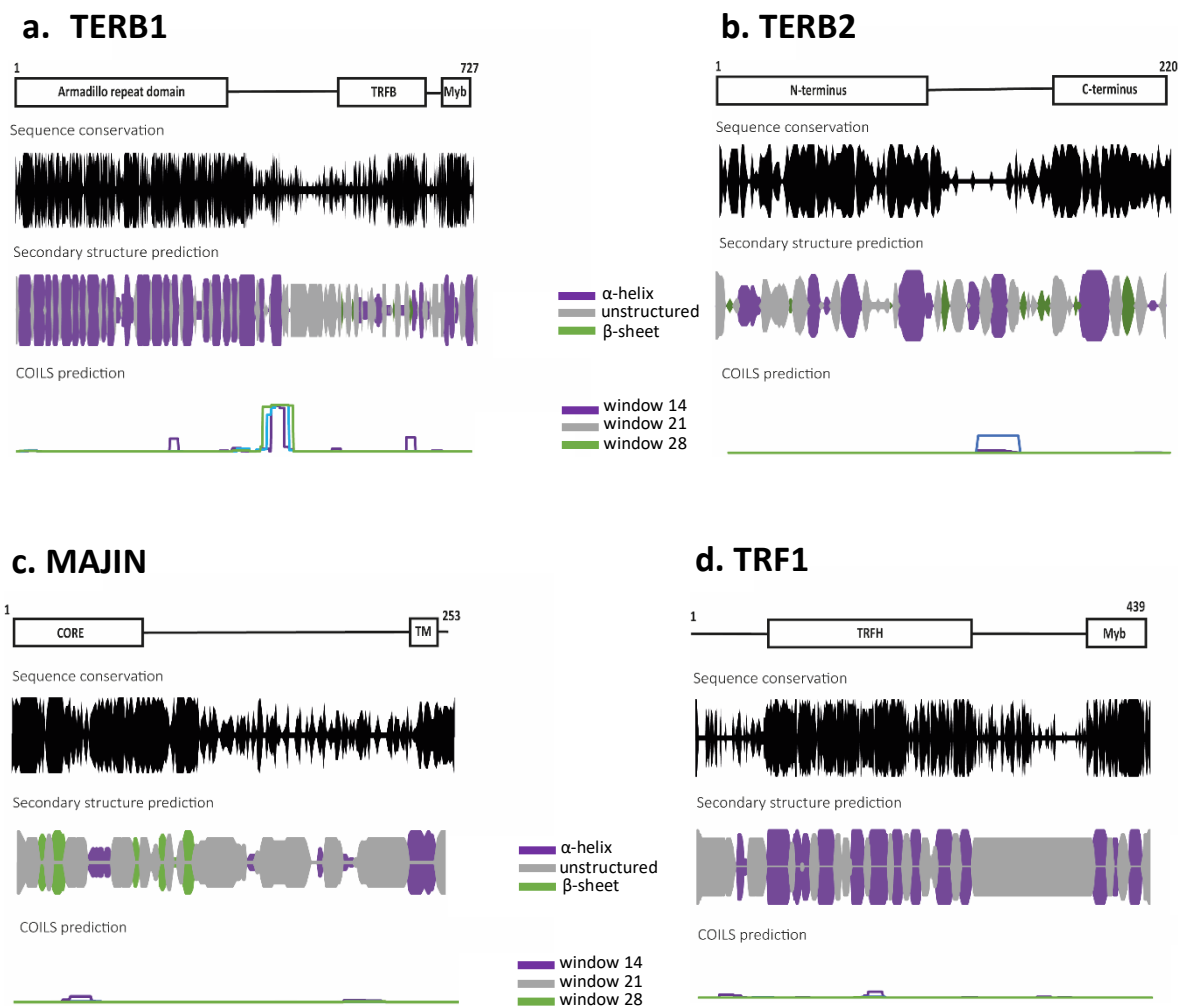 a. TERB1
1
727
Armadillo repeat domain
TRFB
Myb
Sequence conservation
Secondary structure prediction
COILS prediction
b. TERB2
1
220
N-terminus
C-terminus
Sequence conservation
Secondary structure prediction
COILS prediction
α-helix
unstructured
β-sheet
window 14
window 21
window 28
c. MAJIN
1
253
CORE
TM
Sequence conservation
Secondary structure prediction
COILS prediction
d. TRF1
1
439
TRFH
Myb
Sequence conservation
Secondary structure prediction
COILS prediction
α-helix
unstructured
β-sheet
window 14
window 21
window 28